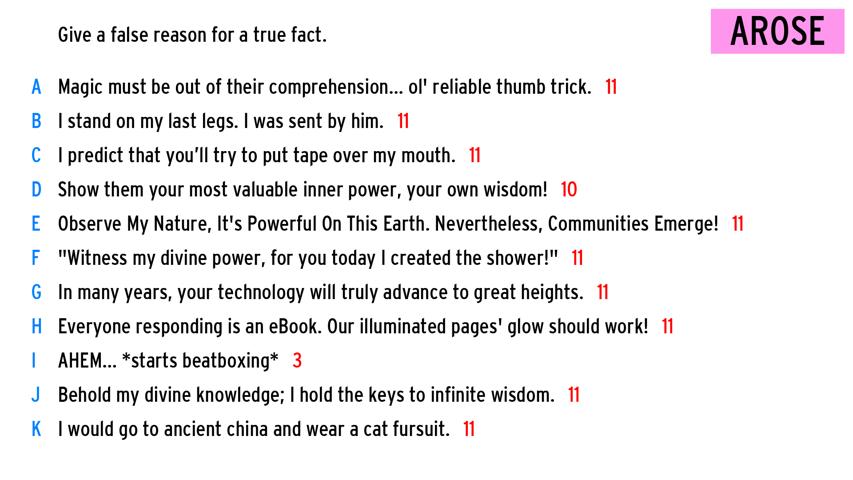 Give a false reason for a true fact.
AROSE
A Magic must be out of their comprehension... ol' reliable thumb trick. 11
B I stand on my last legs. I was sent by him. 11
C I predict that you'll try to put tape over my mouth. 11
D Show them your most valuable inner power, your own wisdom! 10
E Observe My Nature, It's Powerful On This Earth. Nevertheless, Communities Emerge! 11
F "Witness my divine power, for you today I created the shower!" 11
G In many years, your technology will truly advance to great heights. 11
H Everyone responding is an eBook. Our illuminated pages' glow should work! 11
I AHEM... *starts beatboxing* 3
J Behold my divine knowledge; I hold the keys to infinite wisdom. 11
K I would go to ancient china and wear a cat fursuit. 11